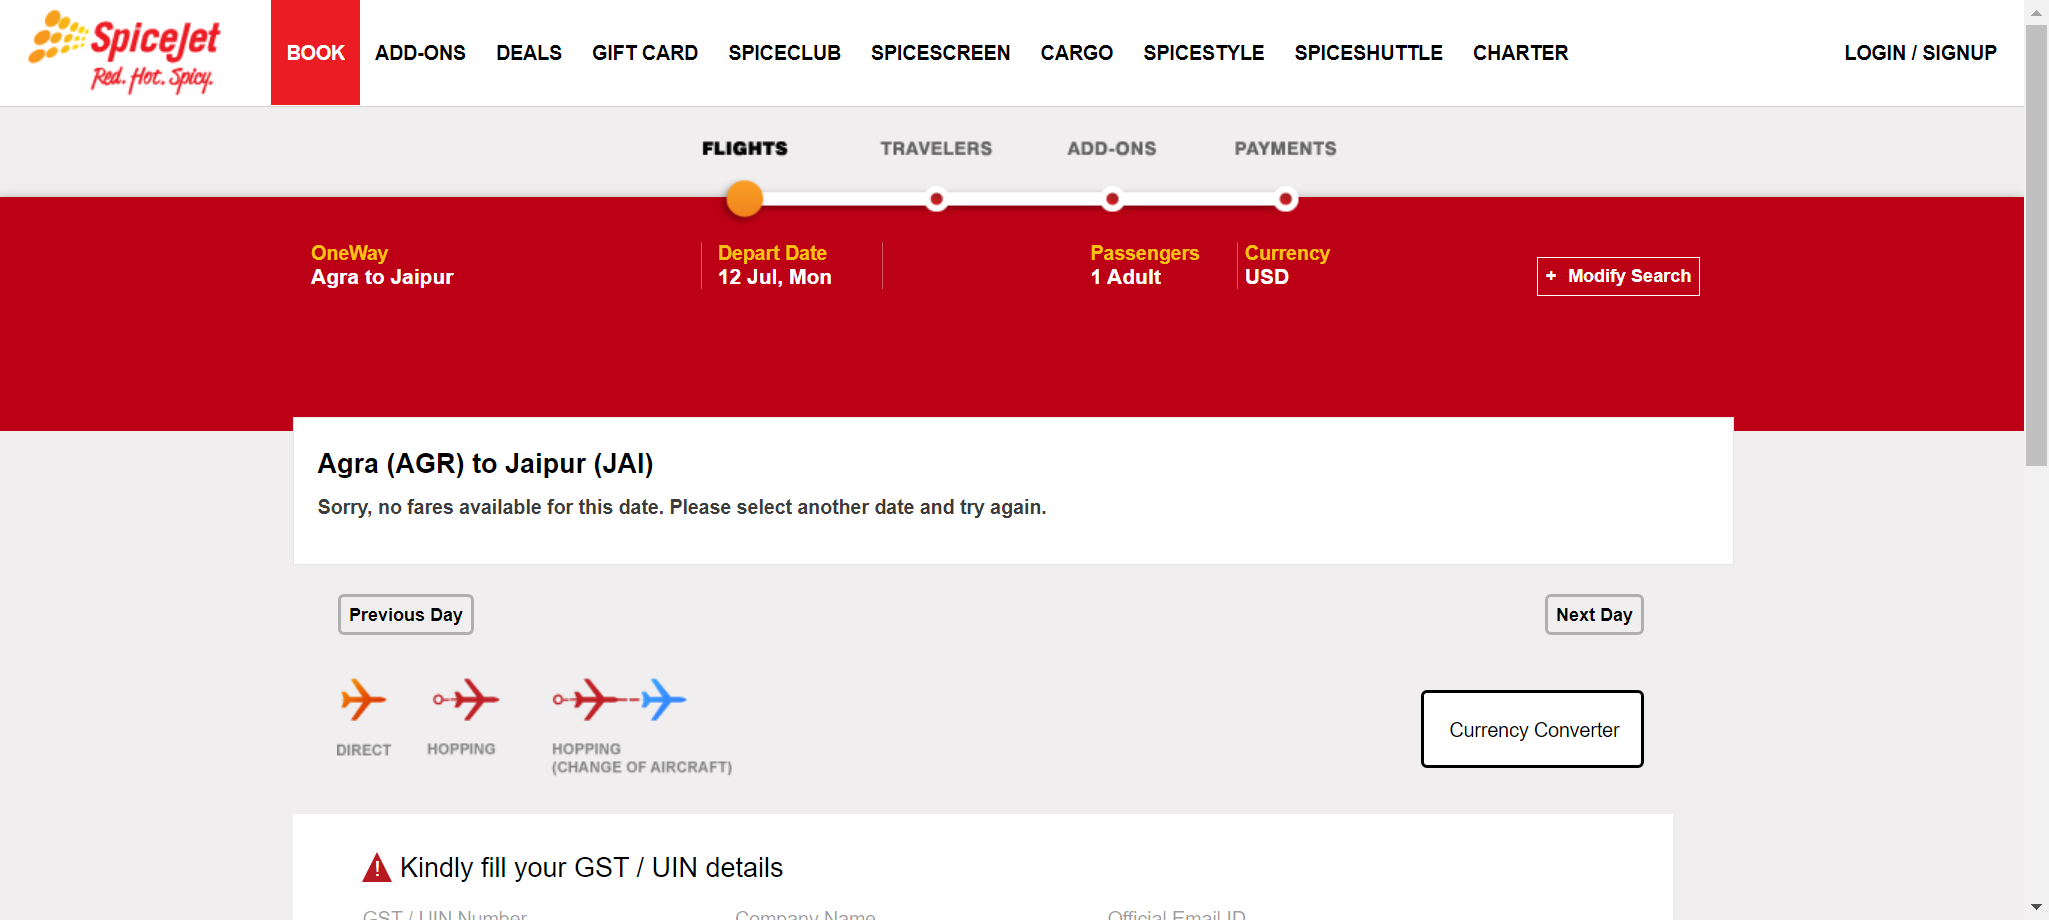 SpiceJet
Red. Hot. Spicy.
BOOK ADD-ONS DEALS GIFT CARD SPICECLUB SPICESCREEN CARGO SPICESTYLE SPICESHUTTLE CHARTER LOGIN / SIGNUP
FLIGHTS TRAVELERS ADD-ONS PAYMENTS
OneWay Depart Date Passengers Currency
Agra to Jaipur 12 Jul, Mon 1 Adult USD
+ Modify Search
Agra (AGR) to Jaipur (JAI)
Sorry, no fares available for this date. Please select another date and try again.
Previous Day Next Day
DIRECT HOPPING HOPPING
(CHANGE OF AIRCRAFT)
Currency Converter
Kindly fill your GST / UIN details
GST / UIN Number Company Name Official Email ID